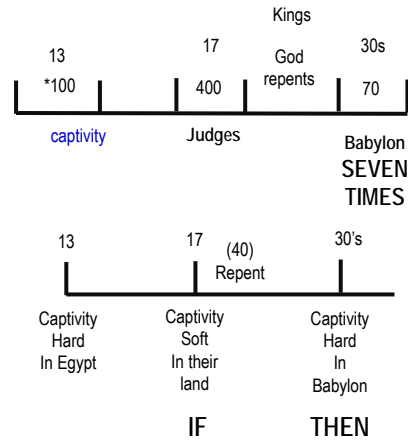 Kings
13 17 God 30s
*100 400 repents 70
captivity Judges Babylon
SEVEN
TIMES
13 17 (40) 30's
Repent
Captivity Captivity Captivity
Hard Soft Hard
In Egypt In their In
land Babylon
IF THEN